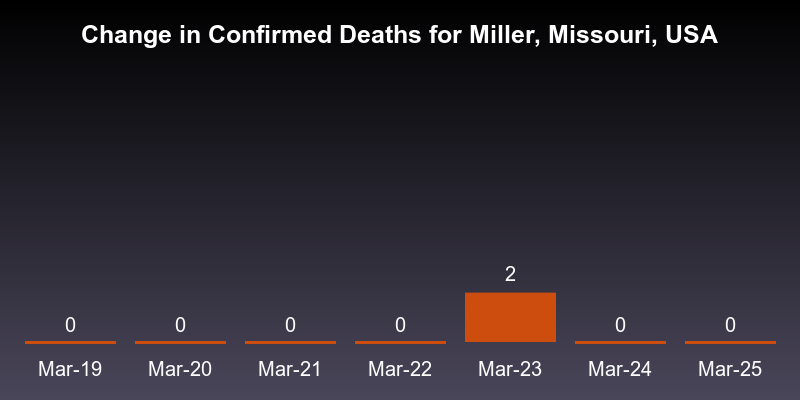 Change in Confirmed Deaths for Miller, Missouri, USA
0 0 0 0 2 0 0
Mar-19 Mar-20 Mar-21 Mar-22 Mar-23 Mar-24 Mar-25